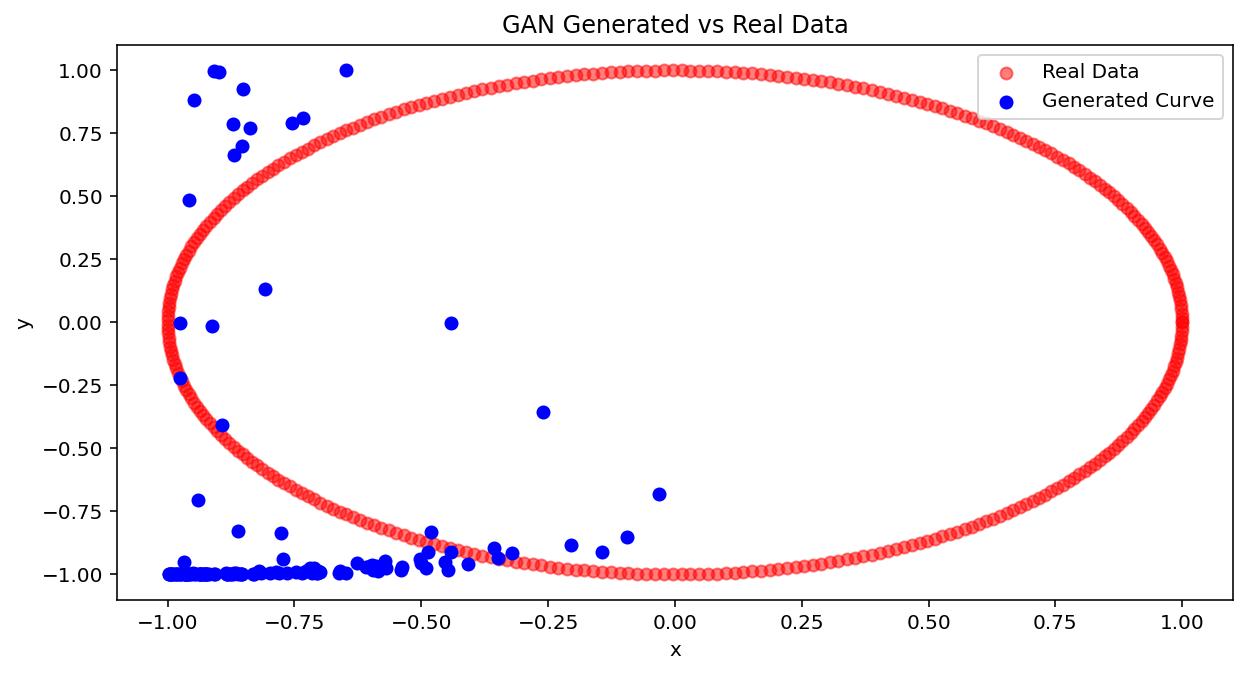 GAN Generated vs Real Data
Real Data
Generated Curve
1.00
0.75
0.50
0.25
0.00
−0.25
−0.50
−0.75
−1.00
y
−1.00 −0.75 −0.50 −0.25 0.00 0.25 0.50 0.75 1.00
x